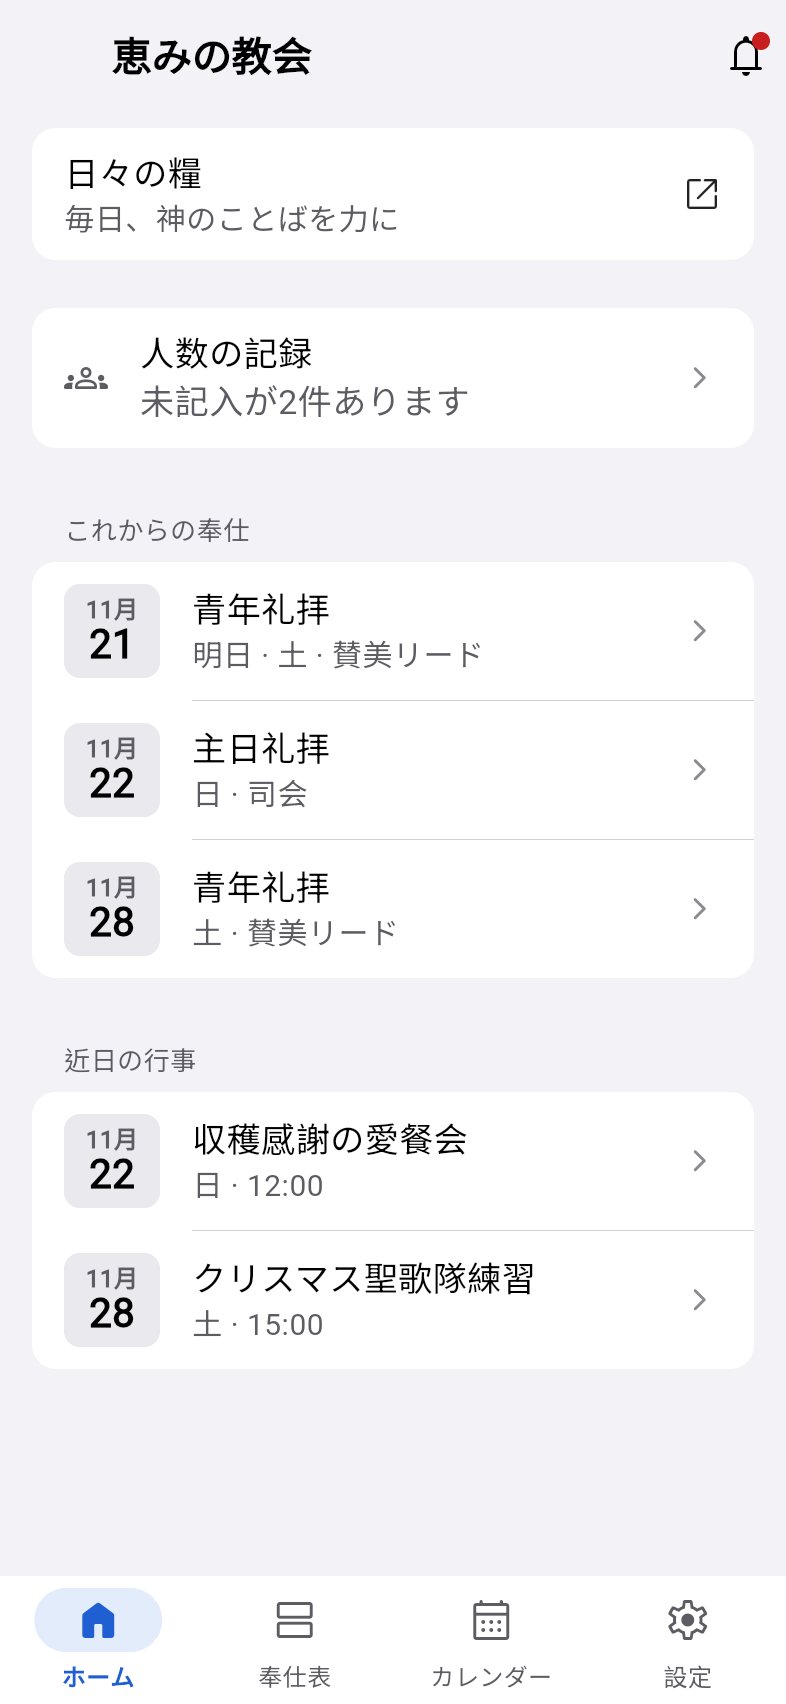 恵みの教会
日々の糧
毎日、神のことばを力に
人数の記録
未記入が2件あります
これからの奉仕
11月
21
青年礼拝
明日 · 土 · 賛美リード
11月
22
主日礼拝
日 · 司会
11月
28
青年礼拝
土 · 賛美リード
近日の行事
11月
22
収穫感謝の愛餐会
日 · 12:00
11月
28
クリスマス聖歌隊練習
土 · 15:00
ホーム
奉仕表
カレンダー
設定